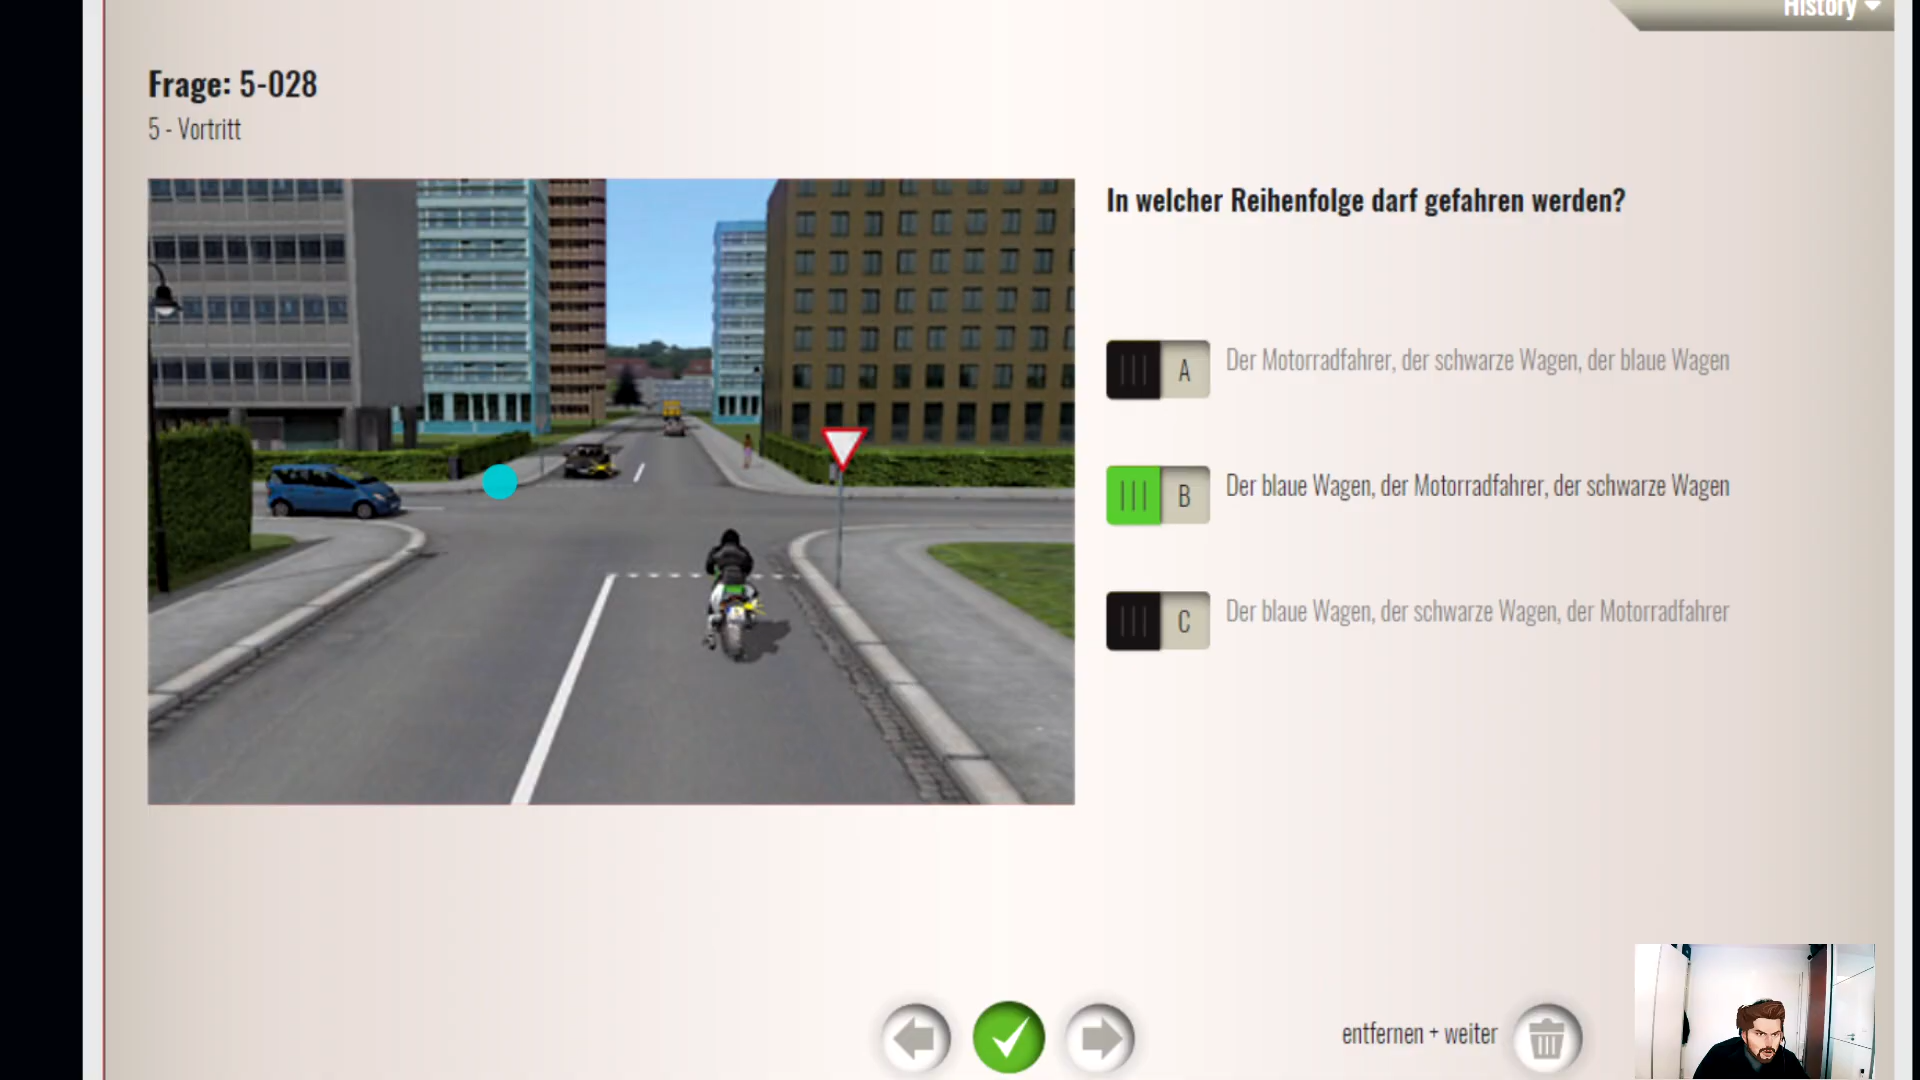 History
Frage: 5-028
5 - Vortritt
In welcher Reihenfolge darf gefahren werden?
A
Der Motorradfahrer, der schwarze Wagen, der blaue Wagen
B
Der blaue Wagen, der Motorradfahrer, der schwarze Wagen
C
Der blaue Wagen, der schwarze Wagen, der Motorradfahrer
entfernen + weiter